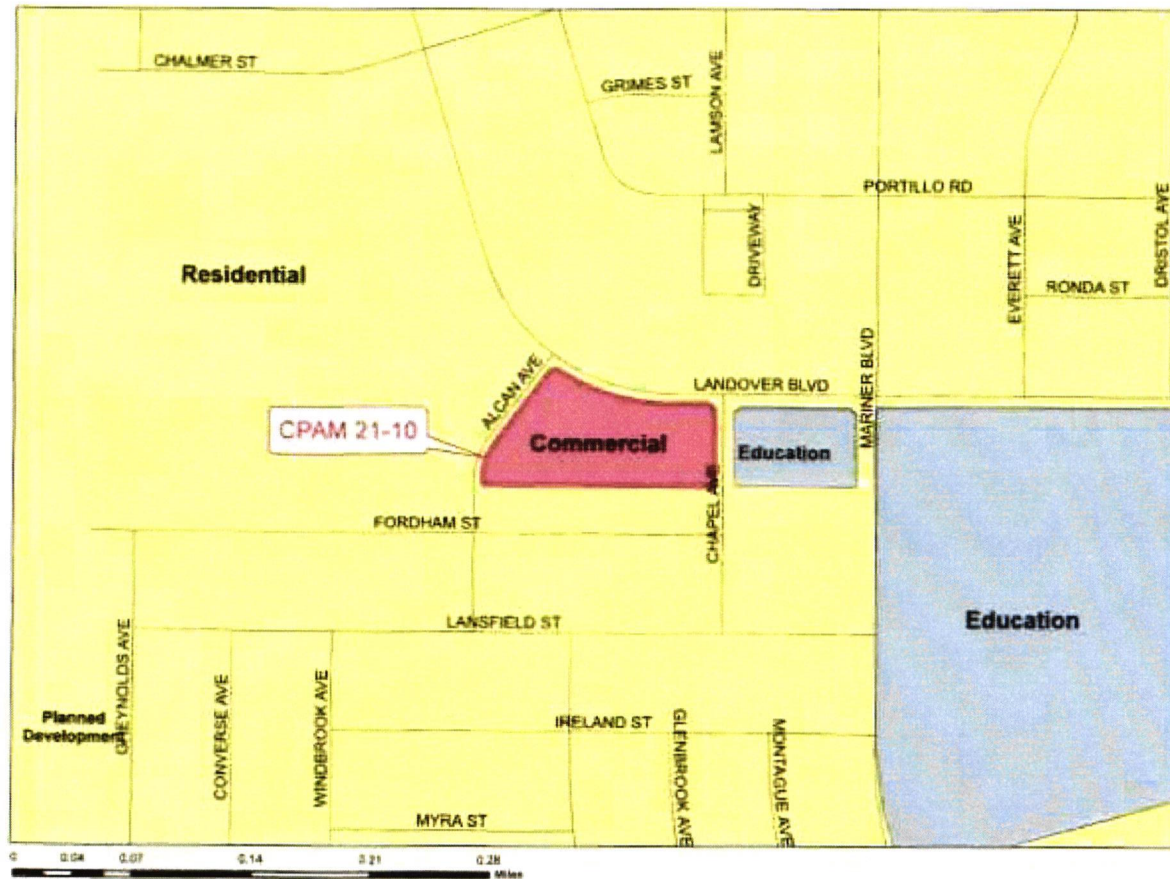 CHALMER ST
GRIMES ST
LAMSON AVE
PORTILLO RD
DRIVEWAY
EVERETT AVE
DRISTOL AVE
Residential
RONDA ST
MARINER BLVD
ALCAN AVE
LANDOVER BLVD
CPAM 21-10
Commercial
Education
CHAPEL AVE
FORDHAM ST
LANSFIELD ST
Education
GREYNOLDS AVE
CONVERSE AVE
WINDBROOK AVE
Planned
Development
IRELAND ST
GLENBROOK AVE
MONTAGUE AVE
MYRA ST
0 0.04 0.07 0.14 0.21 0.28
Miles